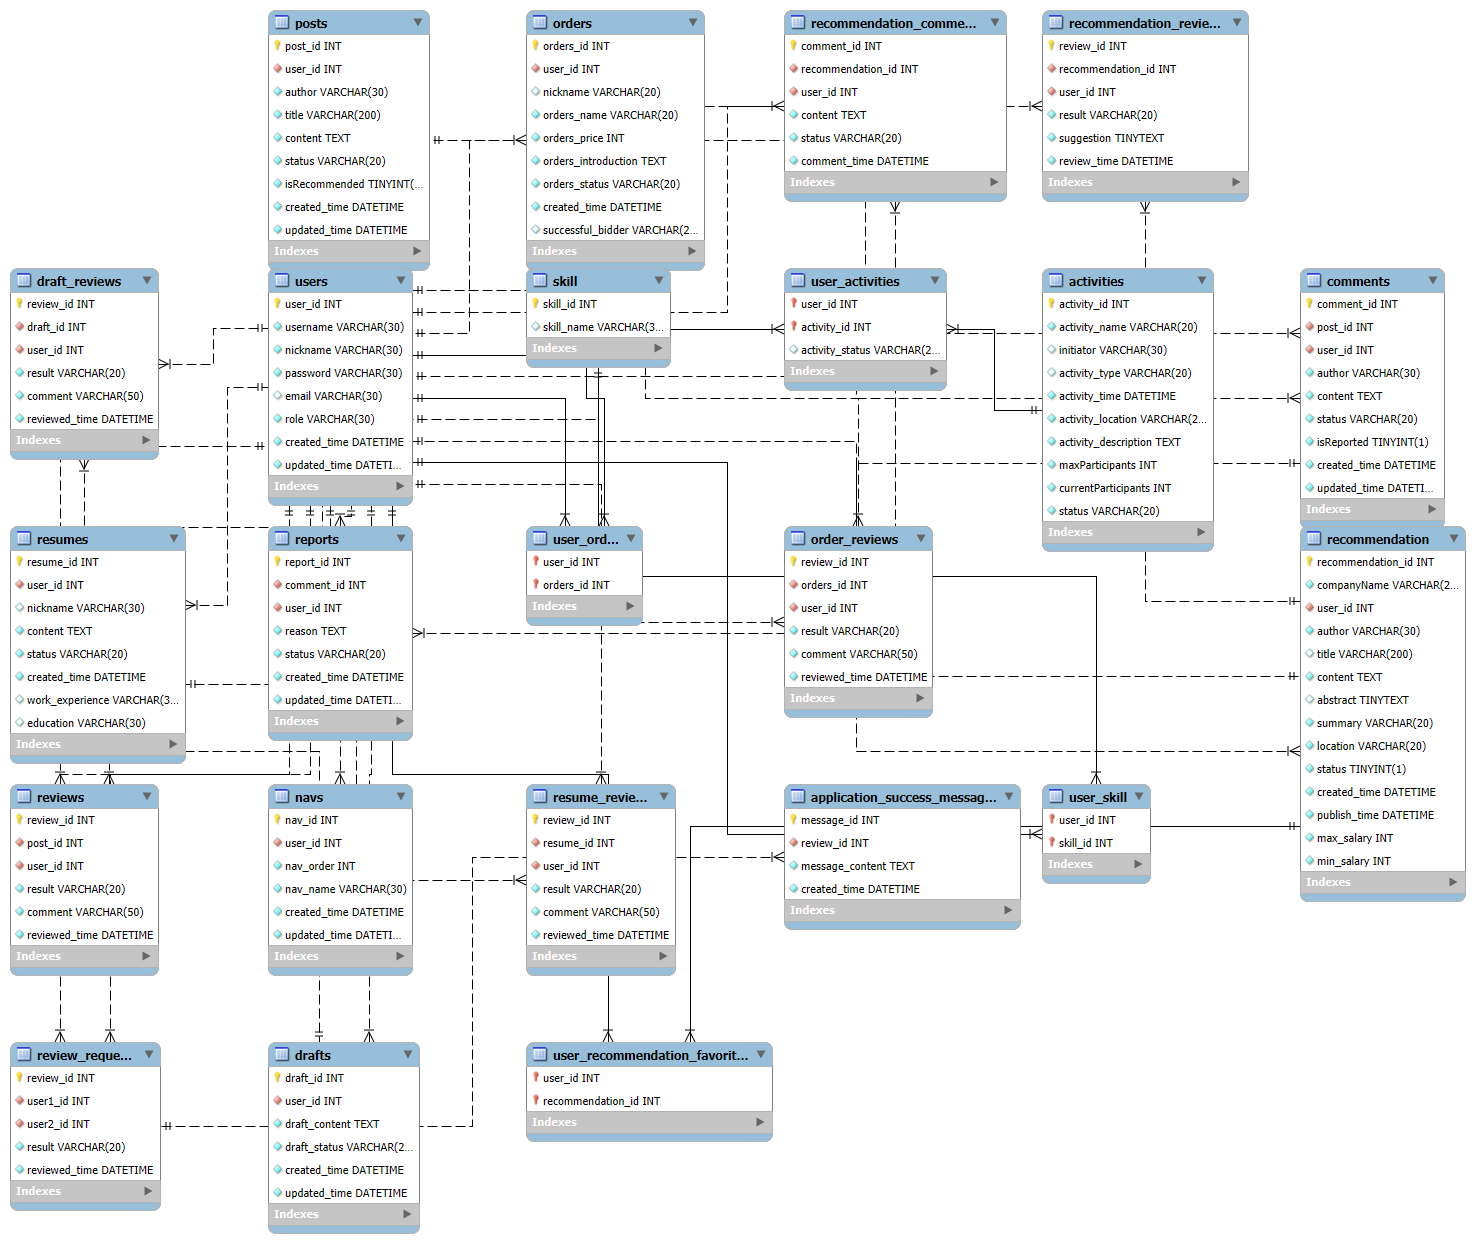 posts
post_id INT
user_id INT
author VARCHAR(30)
title VARCHAR(200)
content TEXT
status VARCHAR(20)
isRecommended TINYINT(...
created_time DATETIME
updated_time DATETIME
Indexes
orders
orders_id INT
user_id INT
nickname VARCHAR(20)
orders_name VARCHAR(20)
orders_price INT
orders_introduction TEXT
orders_status VARCHAR(20)
created_time DATETIME
successful_bidder VARCHAR(2...
Indexes
recommendation_comme...
comment_id INT
recommendation_id INT
user_id INT
content TEXT
status VARCHAR(20)
comment_time DATETIME
Indexes
recommendation_revie...
review_id INT
recommendation_id INT
user_id INT
result VARCHAR(20)
suggestion TINYTEXT
review_time DATETIME
Indexes
draft_reviews
review_id INT
draft_id INT
user_id INT
result VARCHAR(20)
comment VARCHAR(50)
reviewed_time DATETIME
Indexes
users
user_id INT
username VARCHAR(30)
nickname VARCHAR(30)
password VARCHAR(30)
email VARCHAR(30)
role VARCHAR(30)
created_time DATETIME
updated_time DATETI...
Indexes
skill
skill_id INT
skill_name VARCHAR(3...
Indexes
user_activities
user_id INT
activity_id INT
activity_status VARCHAR(2...
Indexes
activities
activity_id INT
activity_name VARCHAR(20)
initiator VARCHAR(30)
activity_type VARCHAR(20)
activity_time DATETIME
activity_location VARCHAR(2...
activity_description TEXT
maxParticipants INT
currentParticipants INT
status VARCHAR(20)
Indexes
comments
comment_id INT
post_id INT
user_id INT
author VARCHAR(30)
content TEXT
status VARCHAR(20)
isReported TINYINT(1)
created_time DATETIME
updated_time DATETI...
Indexes
resumes
resume_id INT
user_id INT
nickname VARCHAR(30)
content TEXT
status VARCHAR(20)
created_time DATETIME
work_experience VARCHAR(3...
education VARCHAR(30)
Indexes
reports
report_id INT
comment_id INT
user_id INT
reason TEXT
status VARCHAR(20)
created_time DATETIME
updated_time DATETI...
Indexes
user_ord...
user_id INT
orders_id INT
Indexes
order_reviews
review_id INT
orders_id INT
user_id INT
result VARCHAR(20)
comment VARCHAR(50)
reviewed_time DATETIME
Indexes
recommendation
recommendation_id INT
companyName VARCHAR(2...
user_id INT
author VARCHAR(30)
title VARCHAR(200)
content TEXT
abstract TINYTEXT
summary VARCHAR(20)
location VARCHAR(20)
status TINYINT(1)
created_time DATETIME
publish_time DATETIME
max_salary INT
min_salary INT
Indexes
reviews
review_id INT
post_id INT
user_id INT
result VARCHAR(20)
comment VARCHAR(50)
reviewed_time DATETIME
Indexes
navs
nav_id INT
user_id INT
nav_order INT
nav_name VARCHAR(30)
created_time DATETIME
updated_time DATETI...
Indexes
resume_revie...
review_id INT
resume_id INT
user_id INT
result VARCHAR(20)
comment VARCHAR(50)
reviewed_time DATETIME
Indexes
application_success_messag...
message_id INT
review_id INT
message_content TEXT
created_time DATETIME
Indexes
user_skill
user_id INT
skill_id INT
Indexes
review_reque...
review_id INT
user1_id INT
user2_id INT
result VARCHAR(20)
reviewed_time DATETIME
Indexes
drafts
draft_id INT
user_id INT
draft_content TEXT
draft_status VARCHAR(2...
created_time DATETIME
updated_time DATETIME
Indexes
user_recommendation_favorit...
user_id INT
recommendation_id INT
Indexes